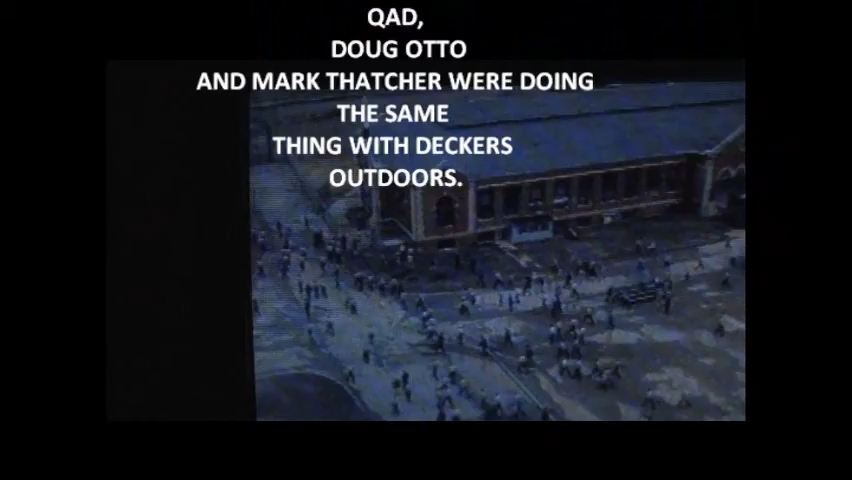 QAD,
DOUG OTTO
AND MARK THATCHER WERE DOING
THE SAME
THING WITH DECKERS
OUTDOORS.